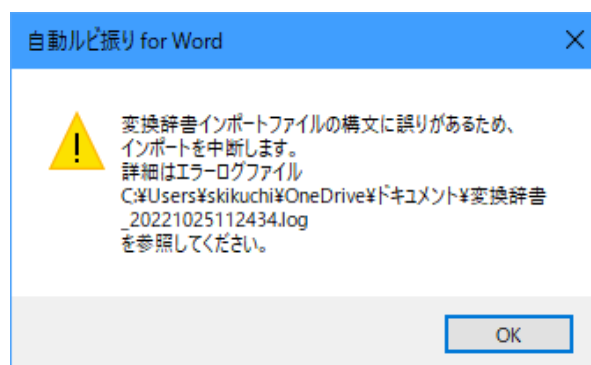 自動ルビ振り for Word
変換辞書インポートファイルの構文に誤りがあるため、
インポートを中断します。
詳細はエラーログファイル
C:¥Users¥skikuchi¥OneDrive¥ドキュメント¥変換辞書
_20221025112434.log
を参照してください。
OK